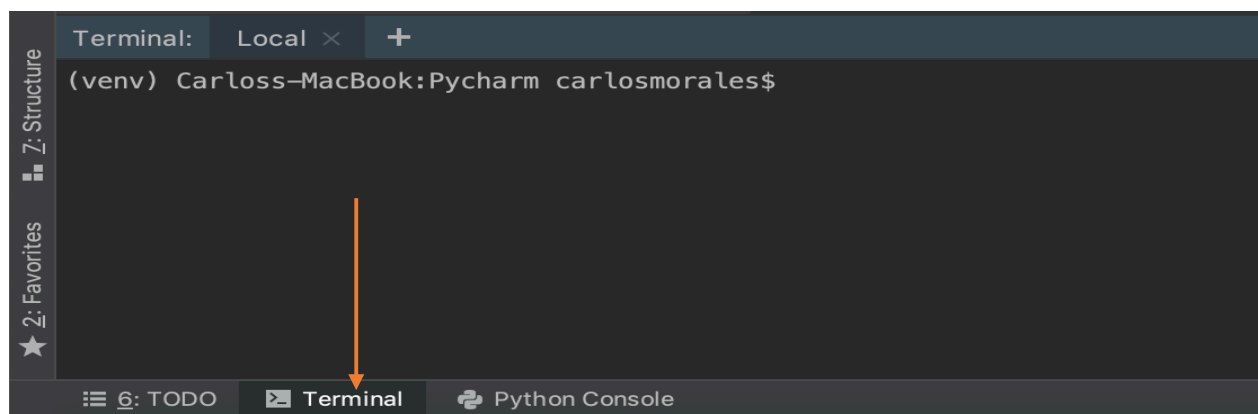 Terminal: Local × +
(venv) Carloss-MacBook:Pycharm carlosmorales$
7: Structure
2: Favorites
6: TODO Terminal Python Console